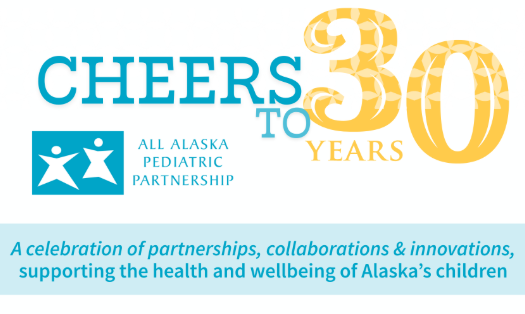 CHEERS
TO
30
YEARS
ALL ALASKA
PEDIATRIC
PARTNERSHIP
A celebration of partnerships, collaborations & innovations,
supporting the health and wellbeing of Alaska's children